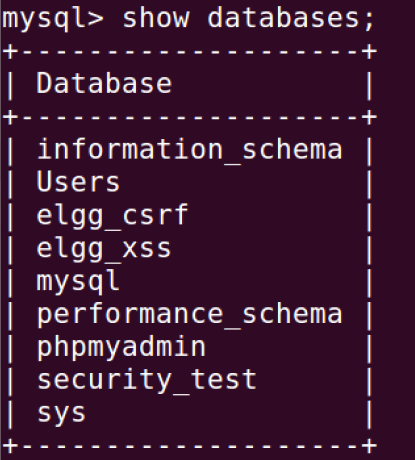 mysql> show databases;
+--------------------+
| Database           |
+--------------------+
| information_schema |
| Users              |
| elgg_csrf          |
| elgg_xss           |
| mysql              |
| performance_schema |
| phpmyadmin         |
| security_test      |
| sys                |
+--------------------+